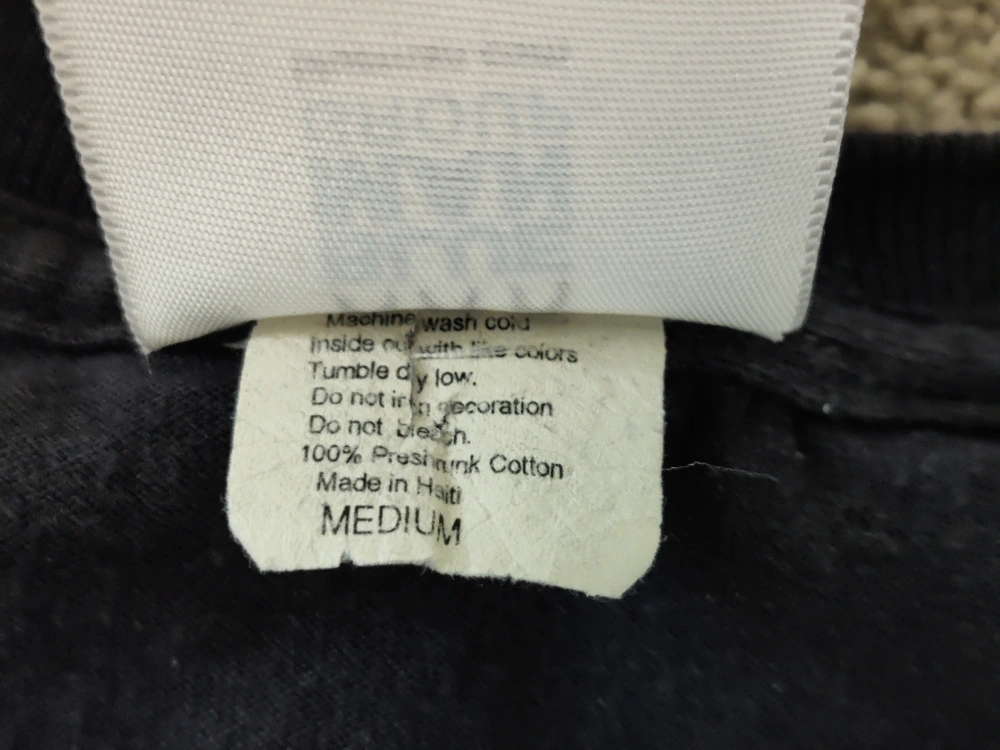 Machine wash cold
Inside out with like colors
Tumble dry low.
Do not iron decoration
Do not bleach.
100% Preshrunk Cotton
Made in Haiti
MEDIUM